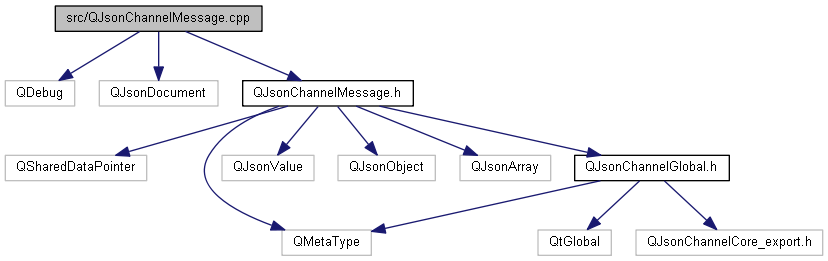 src/QJsonChannelMessage.cpp
QDebug
QJsonDocument
QJsonChannelMessage.h
QSharedDataPointer
QJsonValue
QJsonObject
QJsonArray
QJsonChannelGlobal.h
QMetaType
QtGlobal
QJsonChannelCore_export.h